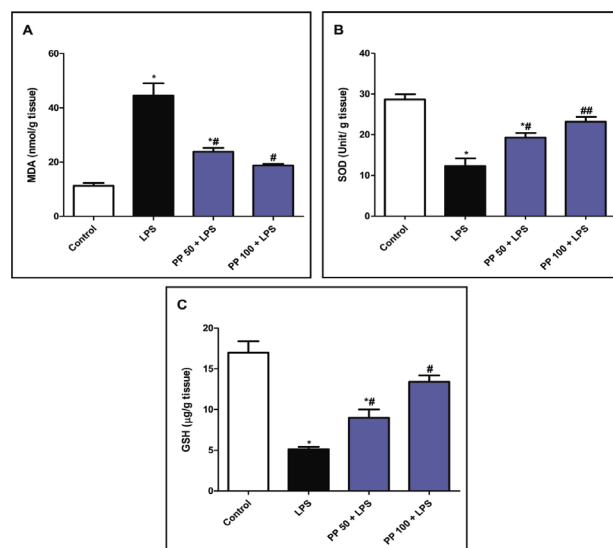 A
MDA (nmol/g tissue)
60
40
20
0
*
*#
#
Control
LPS
PP 50 + LPS
PP 100 + LPS
B
SOD (Unit/ g tissue)
40
30
20
10
0
*
*#
##
Control
LPS
PP 50 + LPS
PP 100 + LPS
C
GSH (µg/g tissue)
20
15
10
5
0
*
*#
#
Control
LPS
PP 50 + LPS
PP 100 + LPS